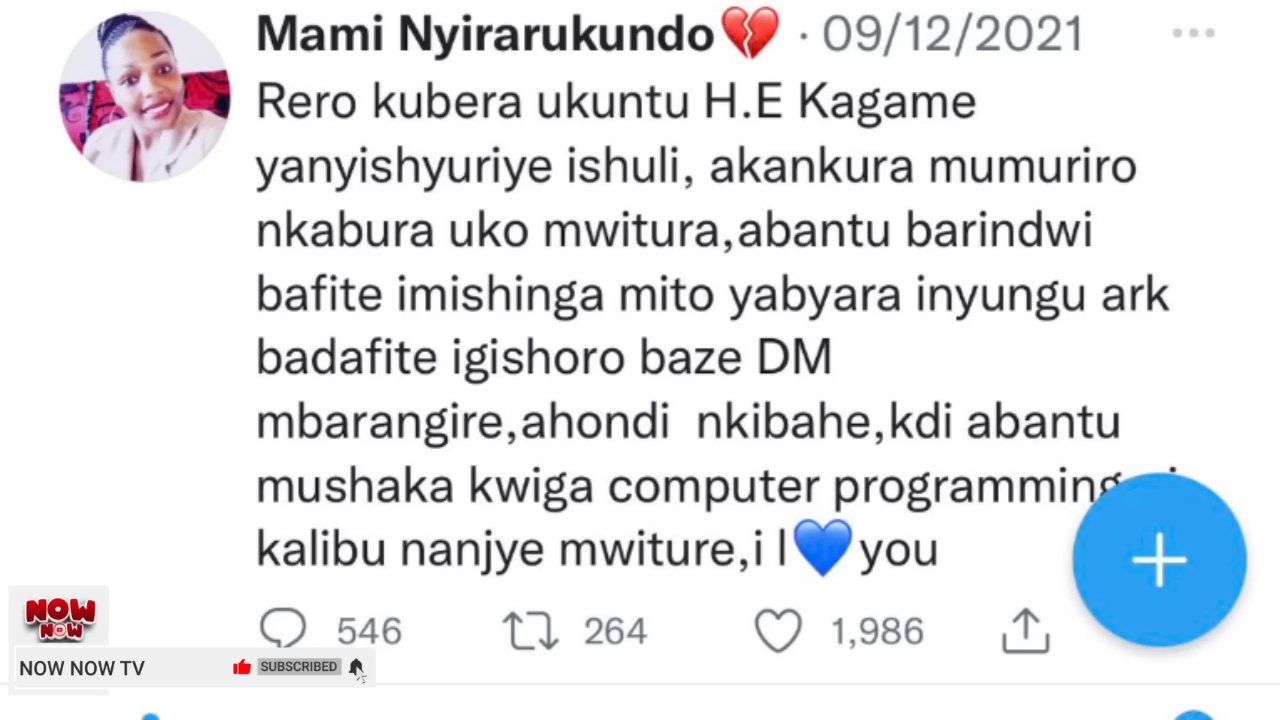 Mami Nyirarukundo💔 · 09/12/2021
Rero kubera ukuntu H.E Kagame
yanyishyuriye ishuli, akankura mumuriro
nkabura uko mwitura,abantu barindwi
bafite imishinga mito yabyara inyungu ark
badafite igishoro baze DM
mbarangire,ahondi nkibahe,kdi abantu
mushaka kwiga computer programming
kalibu nanjye mwiture,i l💙you
546 264 1,986
NOW
NOW
NOW NOW TV SUBSCRIBED